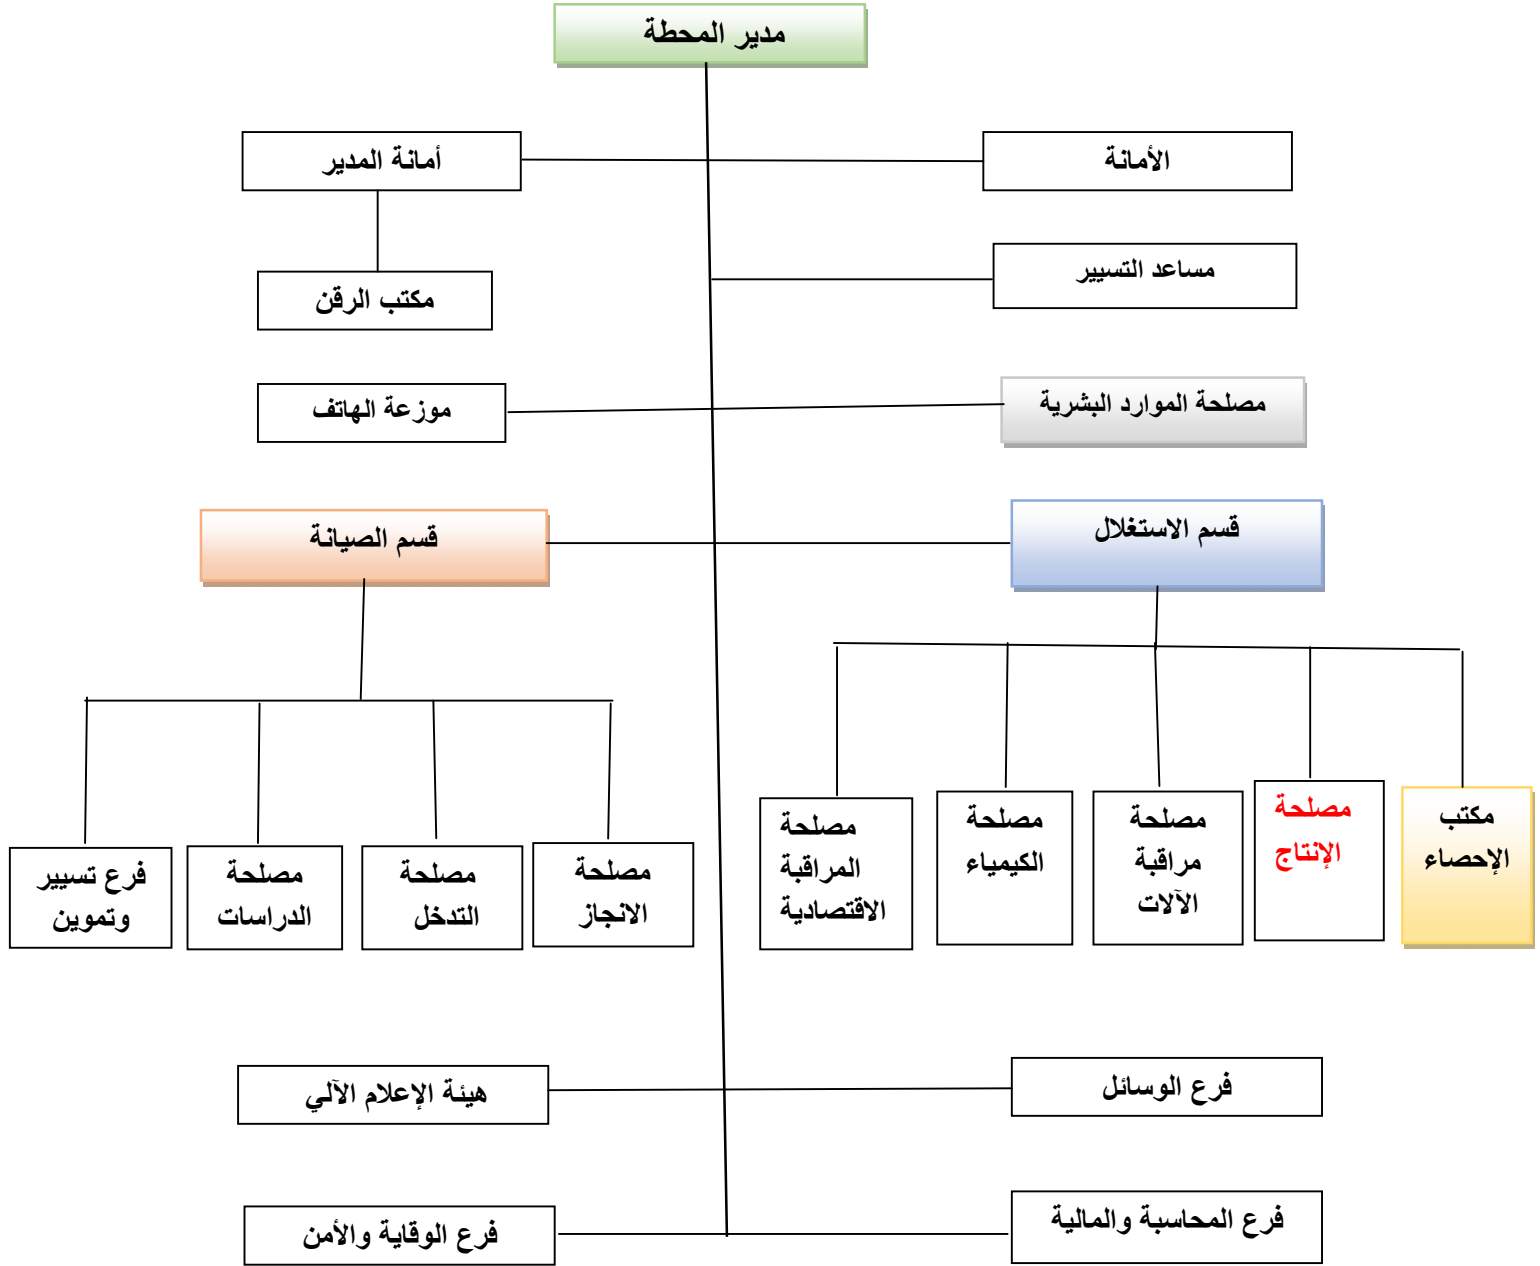 مدير المحطة
الأمانة
أمانة المدير
مساعد التسيير
مكتب الرقن
مصلحة الموارد البشرية
موزعة الهاتف
قسم الاستغلال
قسم الصيانة
مكتب
الإحصاء
مصلحة
الإنتاج
مصلحة
مراقبة
الآلات
مصلحة
الكيمياء
مصلحة
المراقبة
الاقتصادية
مصلحة
الانجاز
مصلحة
التدخل
مصلحة
الدراسات
فرع تسيير
وتموين
فرع الوسائل
هيئة الإعلام الآلي
فرع المحاسبة والمالية
فرع الوقاية والأمن